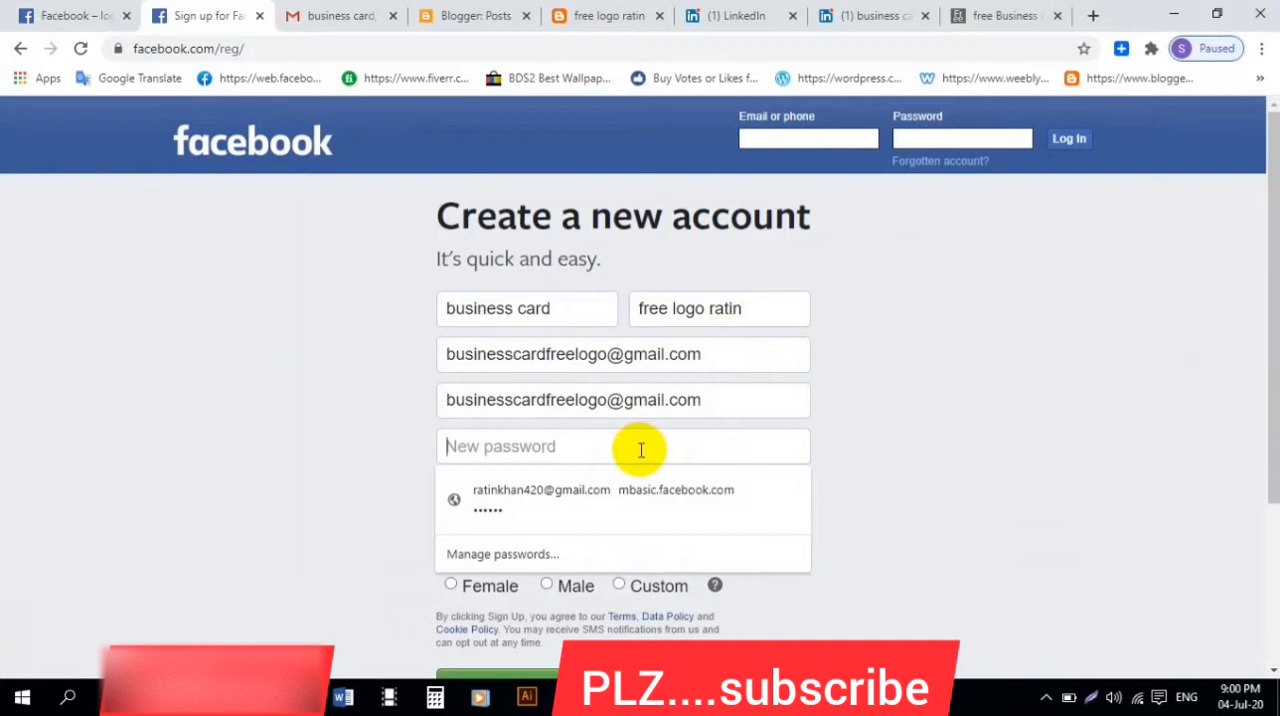 Facebook – lo
Sign up for Fa
business card,
Blogger: Posts
free logo ratin
(1) LinkedIn
(1) business ca
free Business
facebook.com/reg/
S Paused
Apps
Google Translate
https://web.facebo...
https://www.fiverr.c...
BDS2 Best Wallpap...
Buy Votes or Likes f...
https://wordpress.c...
https://www.weebly...
https://www.blogge...
facebook
Email or phone
Password
Log In
Forgotten account?
Create a new account
It's quick and easy.
business card
free logo ratin
businesscardfreelogo@gmail.com
businesscardfreelogo@gmail.com
New password
ratinkhan420@gmail.com mbasic.facebook.com
••••••
Manage passwords...
Female Male Custom
By clicking Sign Up, you agree to our Terms, Data Policy and
Cookie Policy. You may receive SMS notifications from us and
can opt out at any time.
PLZ....subscribe
ENG
9:00 PM
04-Jul-20